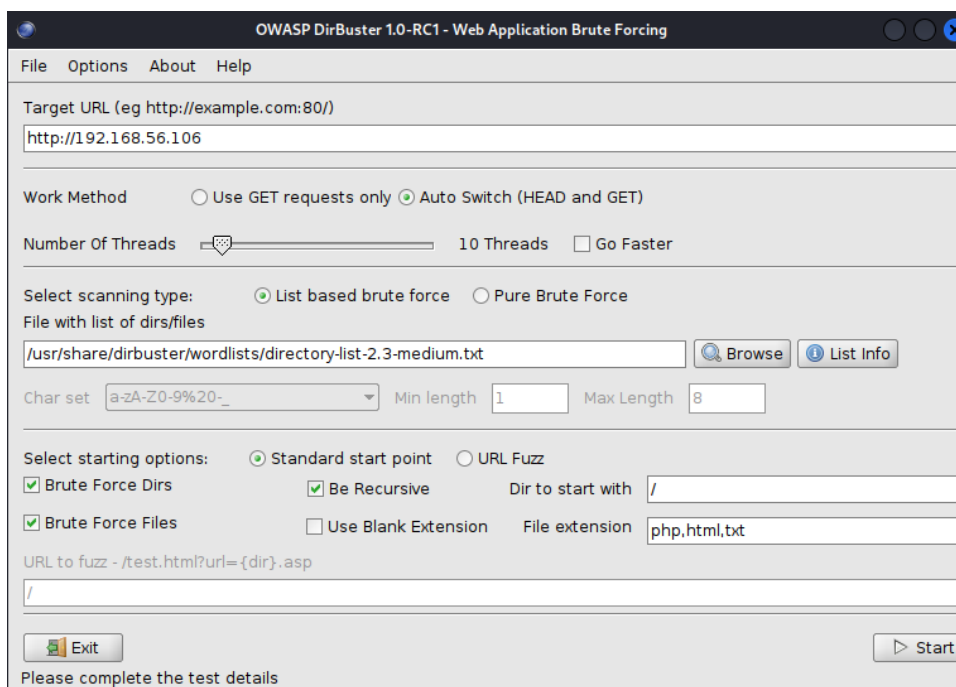 OWASP DirBuster 1.0-RC1 - Web Application Brute Forcing
File Options About Help
Target URL (eg http://example.com:80/)
http://192.168.56.106
Work Method Use GET requests only Auto Switch (HEAD and GET)
Number Of Threads 10 Threads Go Faster
Select scanning type: List based brute force Pure Brute Force
File with list of dirs/files
/usr/share/dirbuster/wordlists/directory-list-2.3-medium.txt Browse List Info
Char set a-zA-Z0-9%20-_ Min length 1 Max Length 8
Select starting options: Standard start point URL Fuzz
Brute Force Dirs Be Recursive Dir to start with /
Brute Force Files Use Blank Extension File extension php,html,txt
URL to fuzz - /test.html?url={dir}.asp
/
Exit Start
Please complete the test details